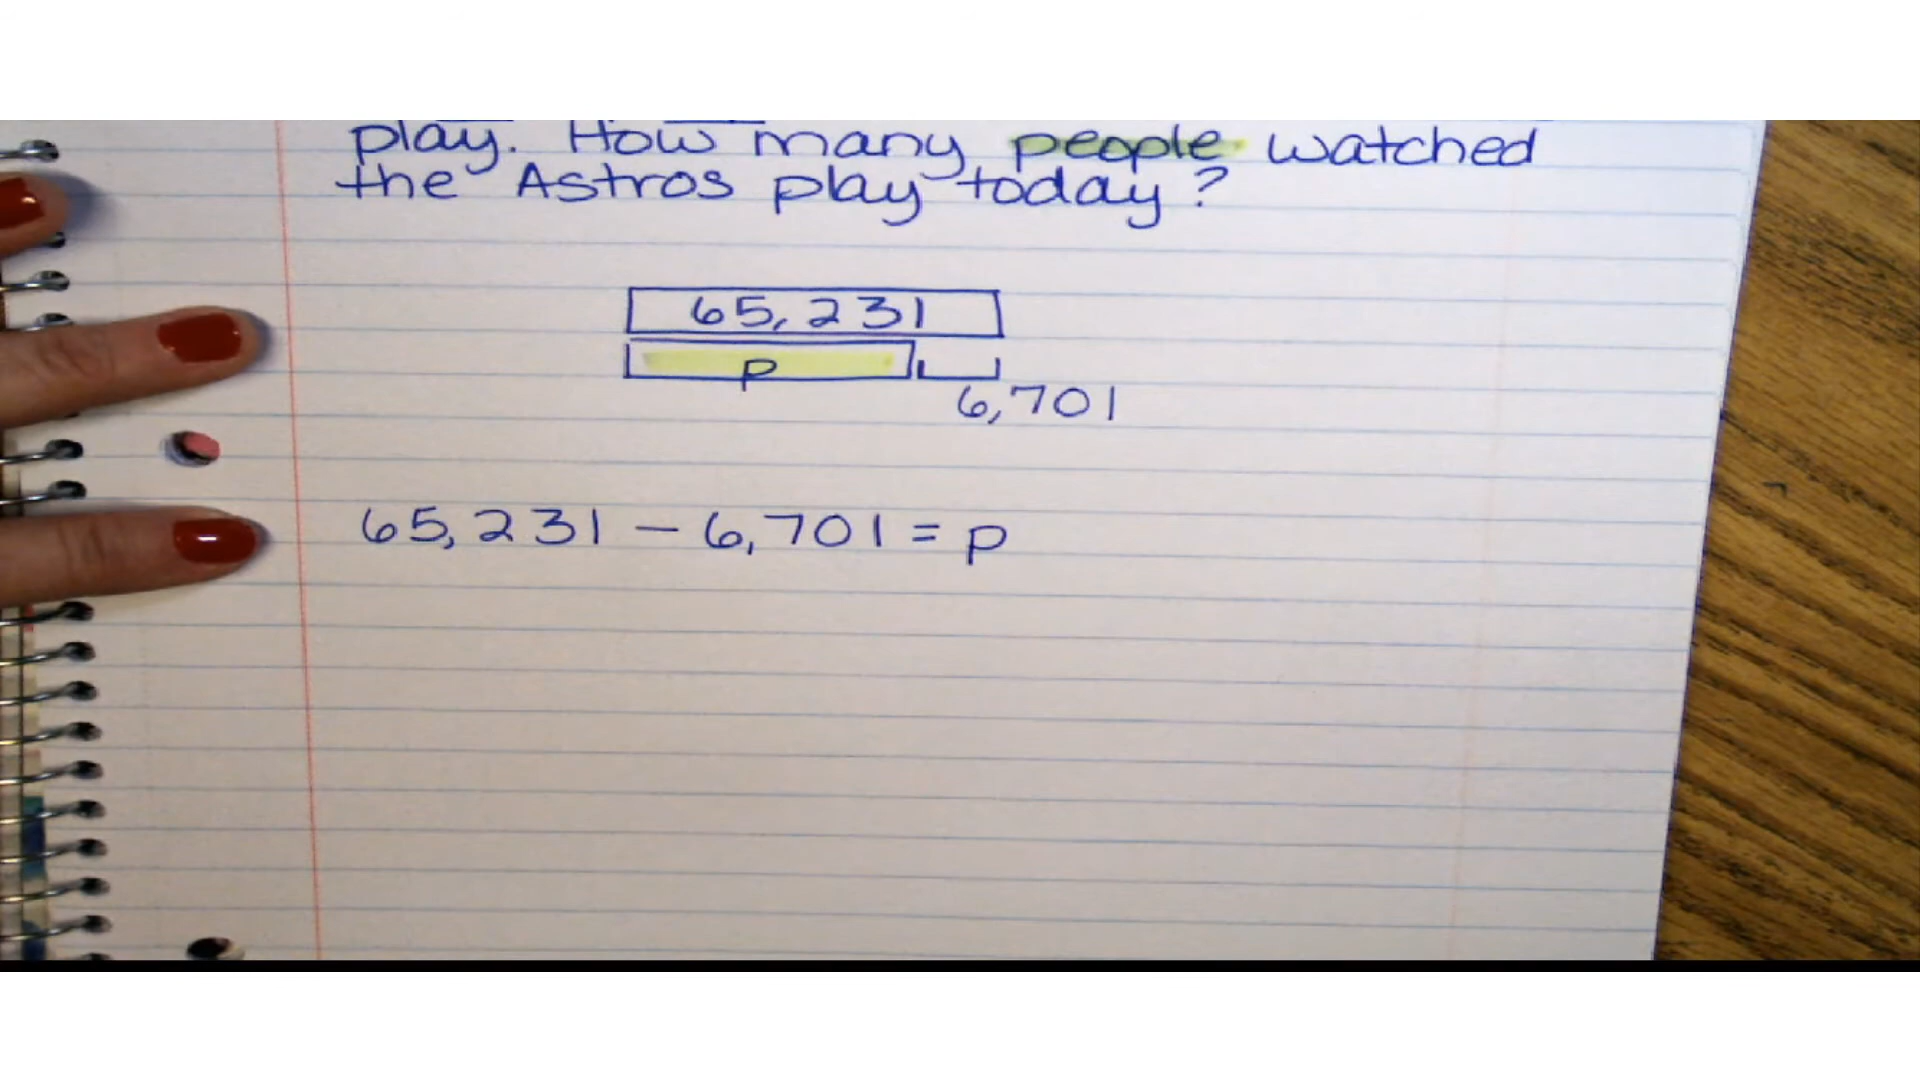 play. How many people watched
the Astros play today?
65,231
p
6,701
65,231 - 6,701 = p